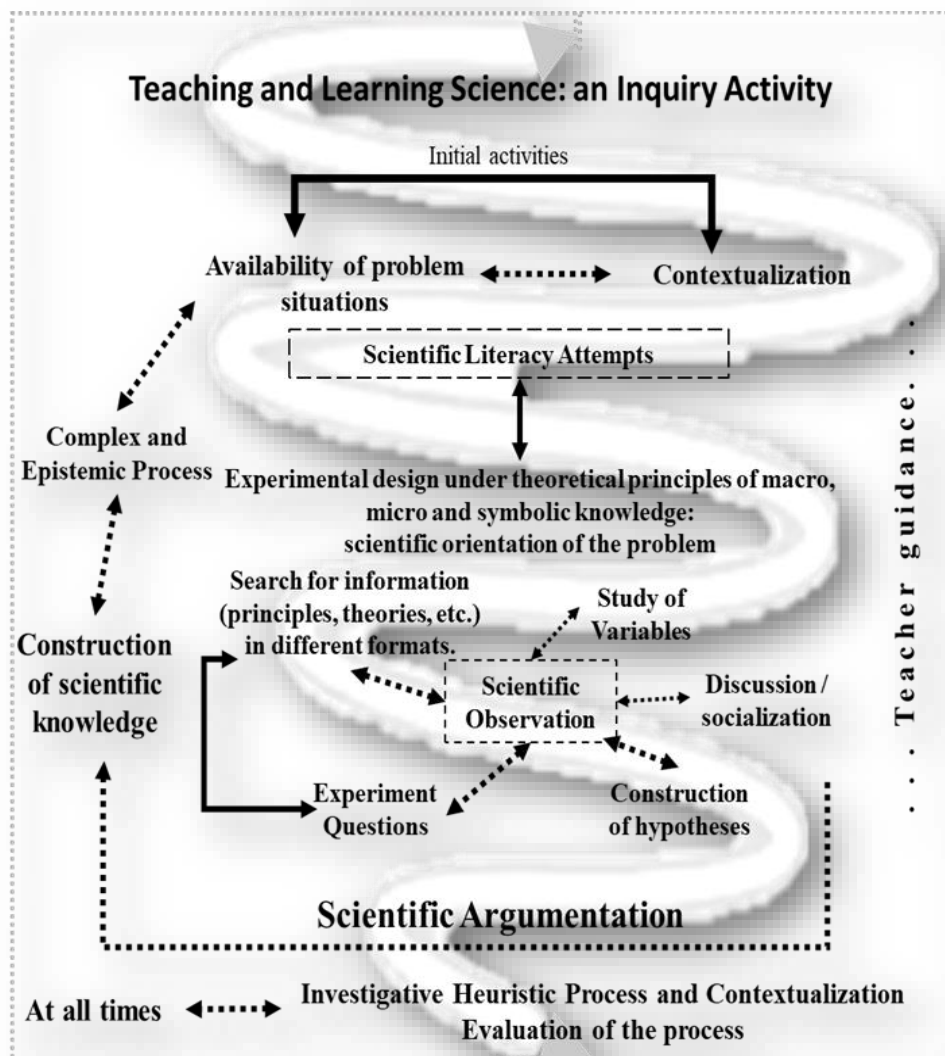 Teaching and Learning Science: an Inquiry Activity
Initial activities
Availability of problem
situations
Contextualization
Scientific Literacy Attempts
Complex and
Epistemic Process
Experimental design under theoretical principles of macro,
micro and symbolic knowledge:
scientific orientation of the problem
Search for information
(principles, theories, etc.)
in different formats.
Study of
Variables
Construction
of scientific
knowledge
Scientific
Observation
Discussion /
socialization
Experiment
Questions
Construction
of hypotheses
. . . . Teacher guidance. . . .
Scientific Argumentation
At all times
Investigative Heuristic Process and Contextualization
Evaluation of the process